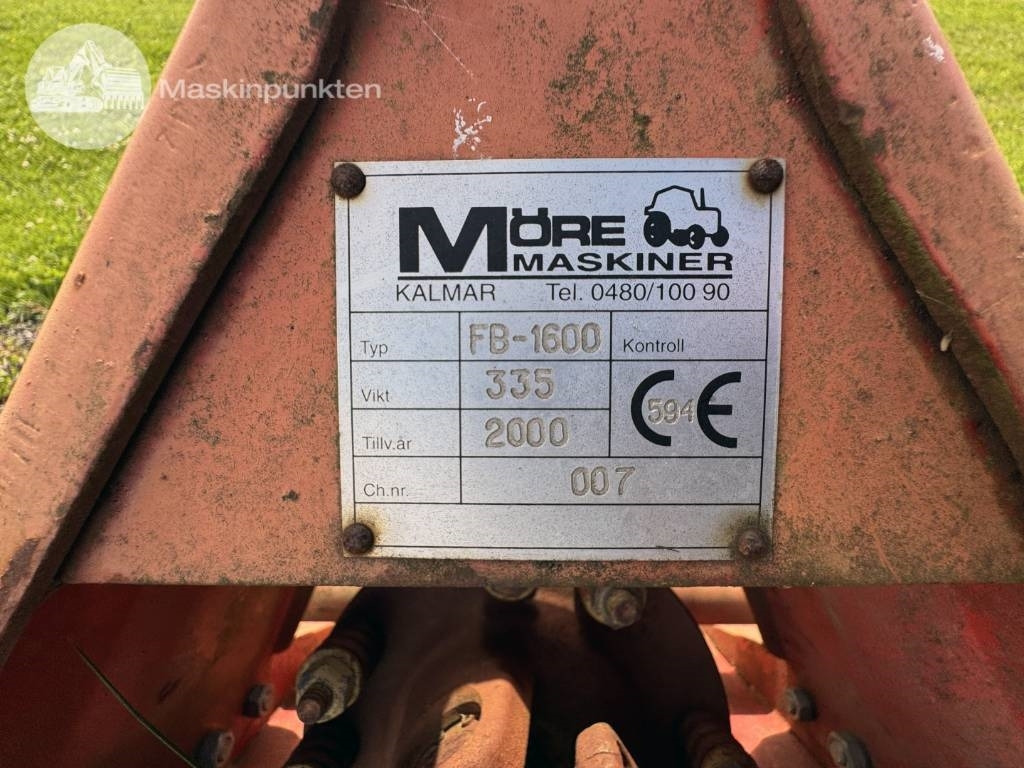 Maskinpunkten
MÖRE
MASKINER
KALMAR Tel. 0480/100 90
Typ FB-1600 Kontroll
Vikt 335
CE 594
Tillv.år 2000
Ch.nr. 007